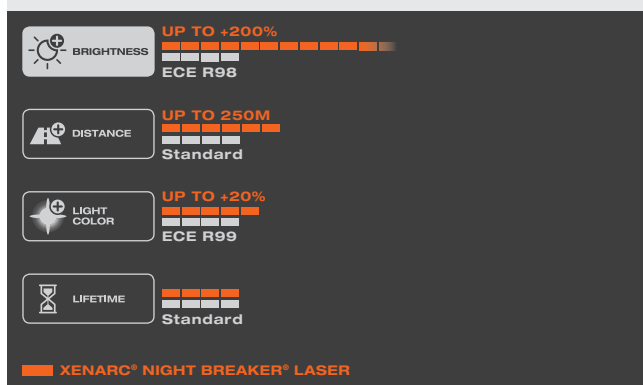 UP TO +200%
BRIGHTNESS
ECE R98
UP TO 250M
DISTANCE
Standard
UP TO +20%
LIGHT
COLOR
ECE R99
LIFETIME
Standard
XENARC® NIGHT BREAKER® LASER